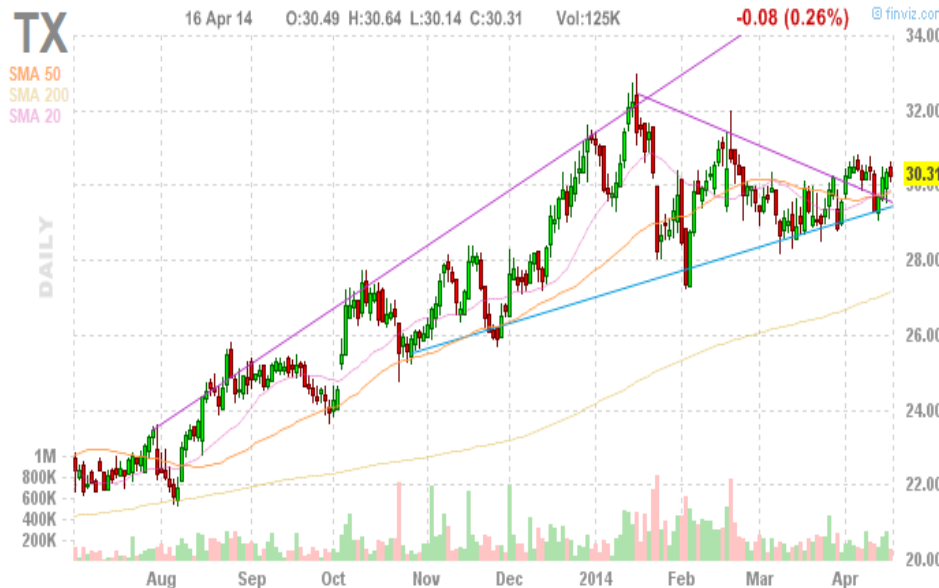 TX
16 Apr 14 O:30.49 H:30.64 L:30.14 C:30.31 Vol:125K -0.08 (0.26%) © finviz.com
SMA 50
SMA 200
SMA 20
DAILY
34.00
32.00
30.31
28.00
26.00
24.00
22.00
20.00
1M
800K
600K
400K
200K
Aug Sep Oct Nov Dec 2014 Feb Mar Apr